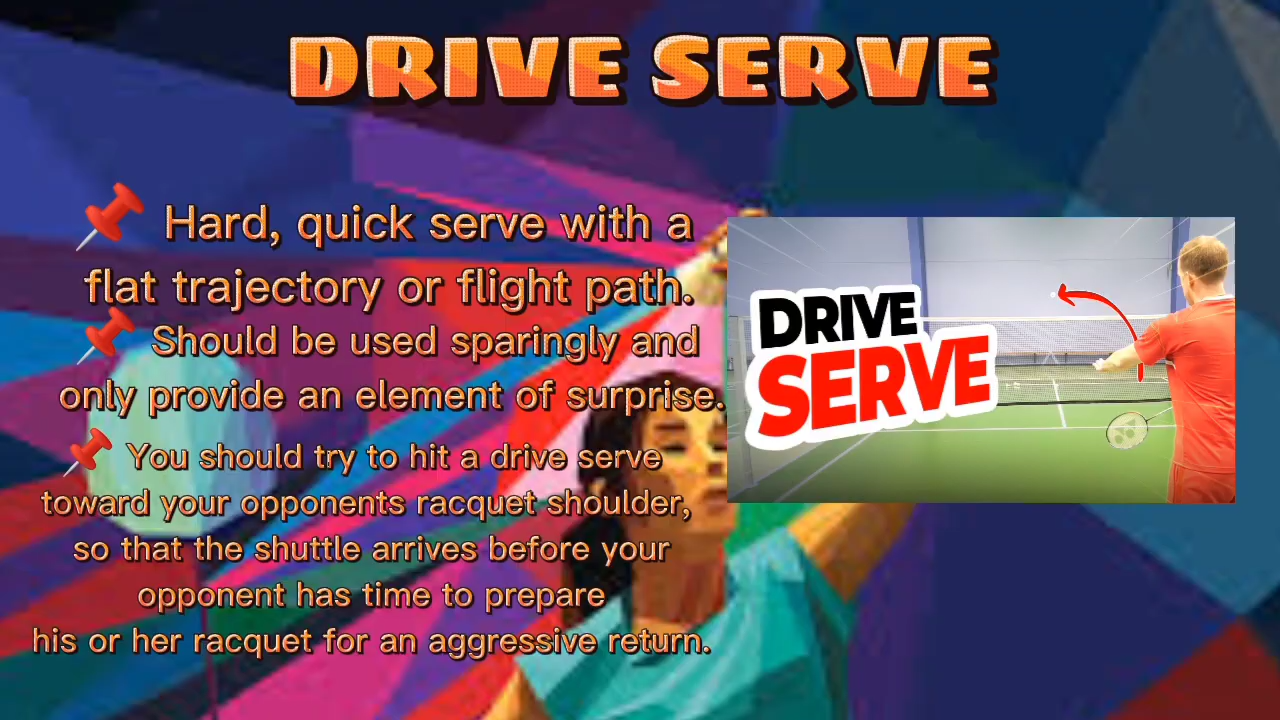 DRIVE SERVE
📌 Hard, quick serve with a
flat trajectory or flight path.
📌 Should be used sparingly and
only provide an element of surprise.
📌 You should try to hit a drive serve
toward your opponents racquet shoulder,
so that the shuttle arrives before your
opponent has time to prepare
his or her racquet for an aggressive return.
DRIVE
SERVE